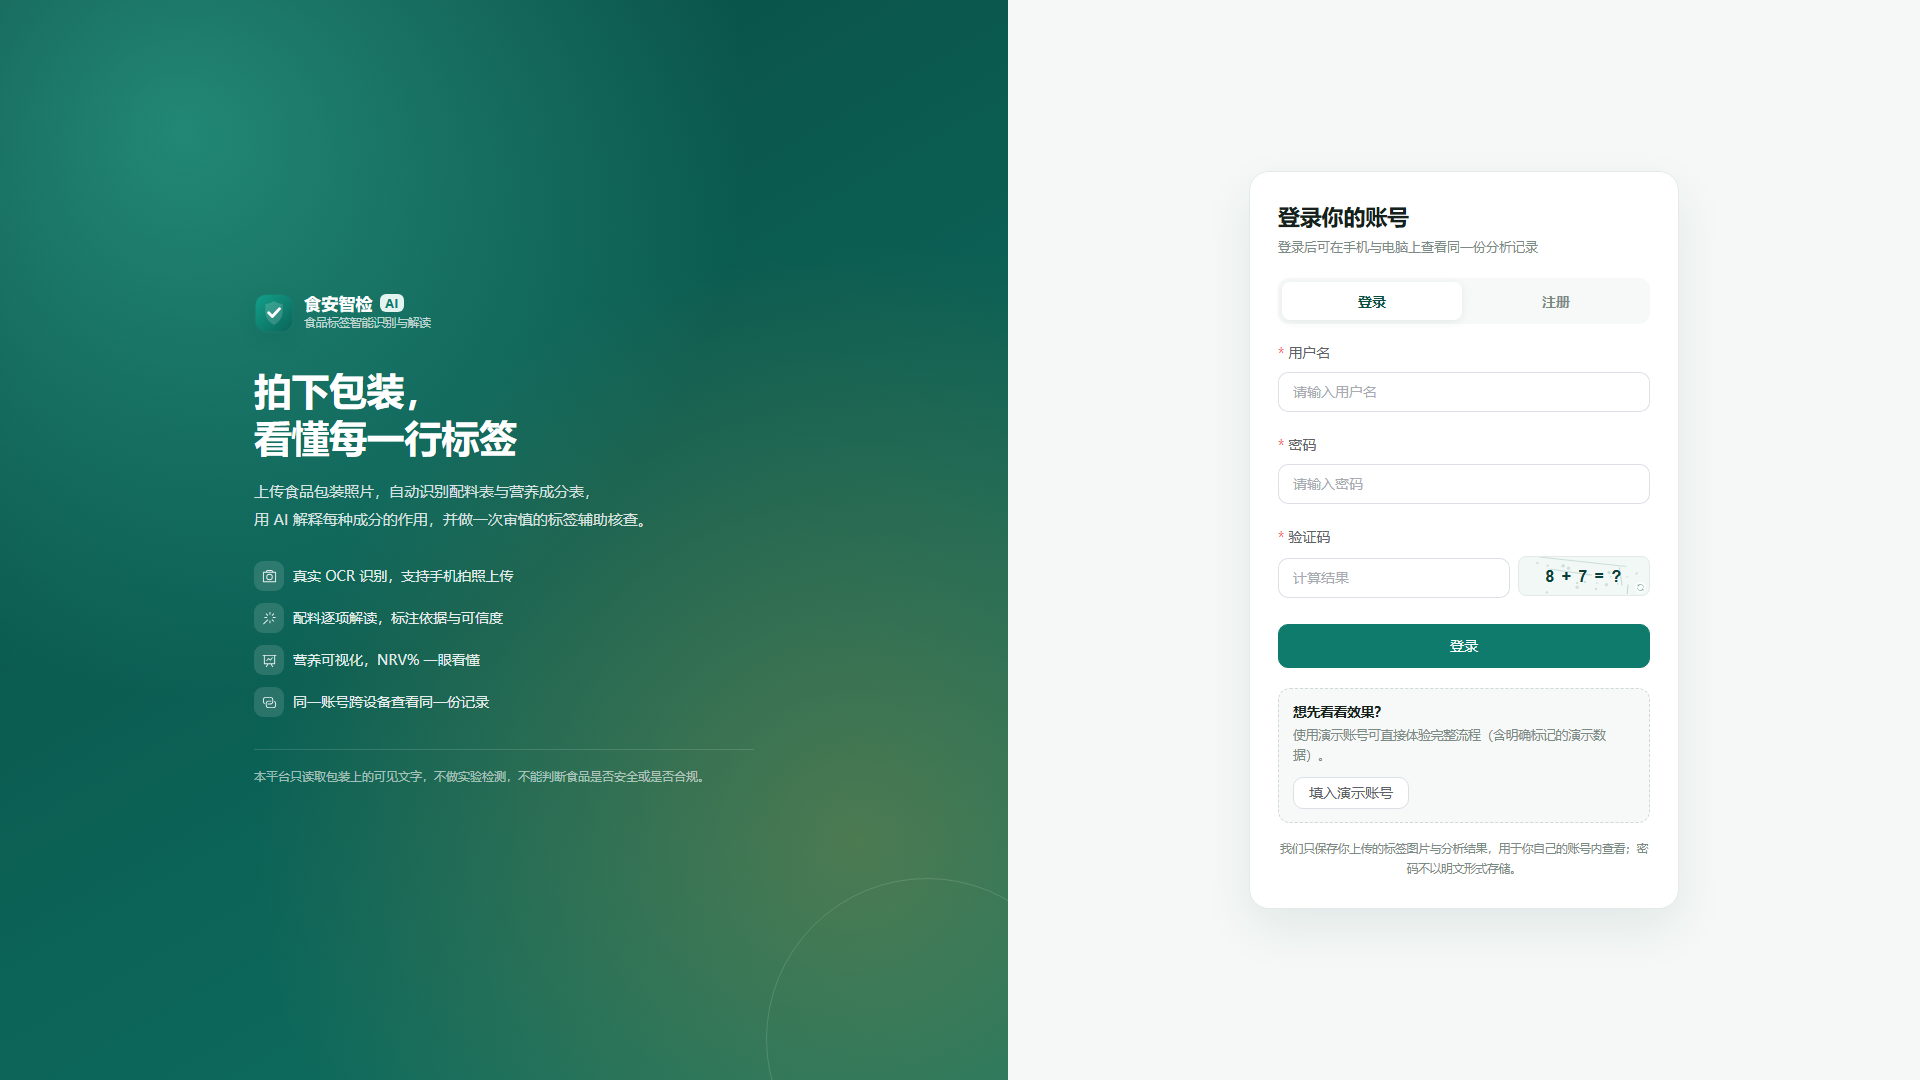 食安智检 AI
食品标签智能识别与解读
拍下包装，
看懂每一行标签
上传食品包装照片，自动识别配料表与营养成分表，
用 AI 解释每种成分的作用，并做一次审慎的标签辅助核查。
真实 OCR 识别，支持手机拍照上传
配料逐项解读，标注依据与可信度
营养可视化，NRV% 一眼看懂
同一账号跨设备查看同一份记录
本平台只读取包装上的可见文字，不做实验检测，不能判断食品是否安全或是否合规。
登录你的账号
登录后可在手机与电脑上查看同一份分析记录
登录 注册
* 用户名
请输入用户名
* 密码
请输入密码
* 验证码
计算结果 8 + 7 = ?
登录
想先看看效果？
使用演示账号可直接体验完整流程（含明确标记的演示数
据）。
填入演示账号
我们只保存你上传的标签图片与分析结果，用于你自己的账号内查看；密
码不以明文形式存储。